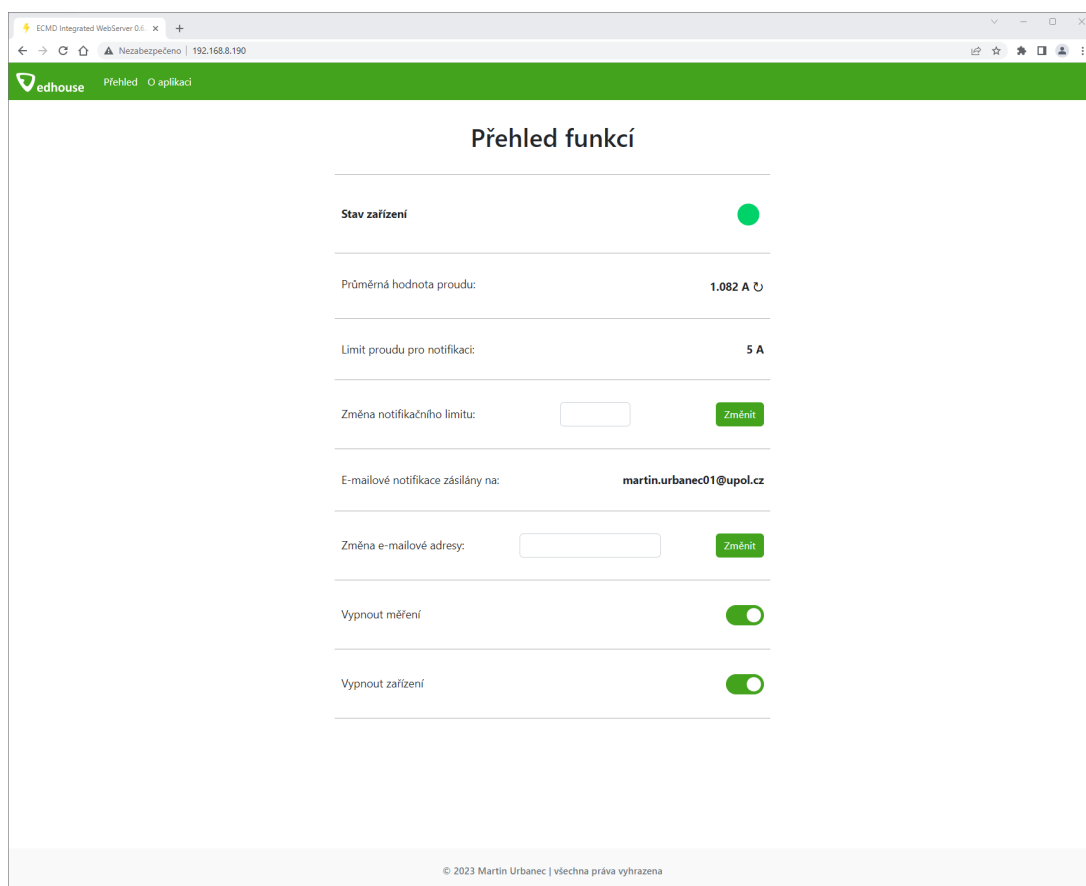 ECMD Integrated WebServer 0.6.
Nezabezpečeno | 192.168.8.190
edhouse Přehled O aplikaci
Přehled funkcí
Stav zařízení
Průměrná hodnota proudu: 1.082 A
Limit proudu pro notifikaci: 5 A
Změna notifikačního limitu: Změnit
E-mailové notifikace zásílány na: martin.urbanec01@upol.cz
Změna e-mailové adresy: Změnit
Vypnout měření
Vypnout zařízení
© 2023 Martin Urbanec | všechna práva vyhrazena